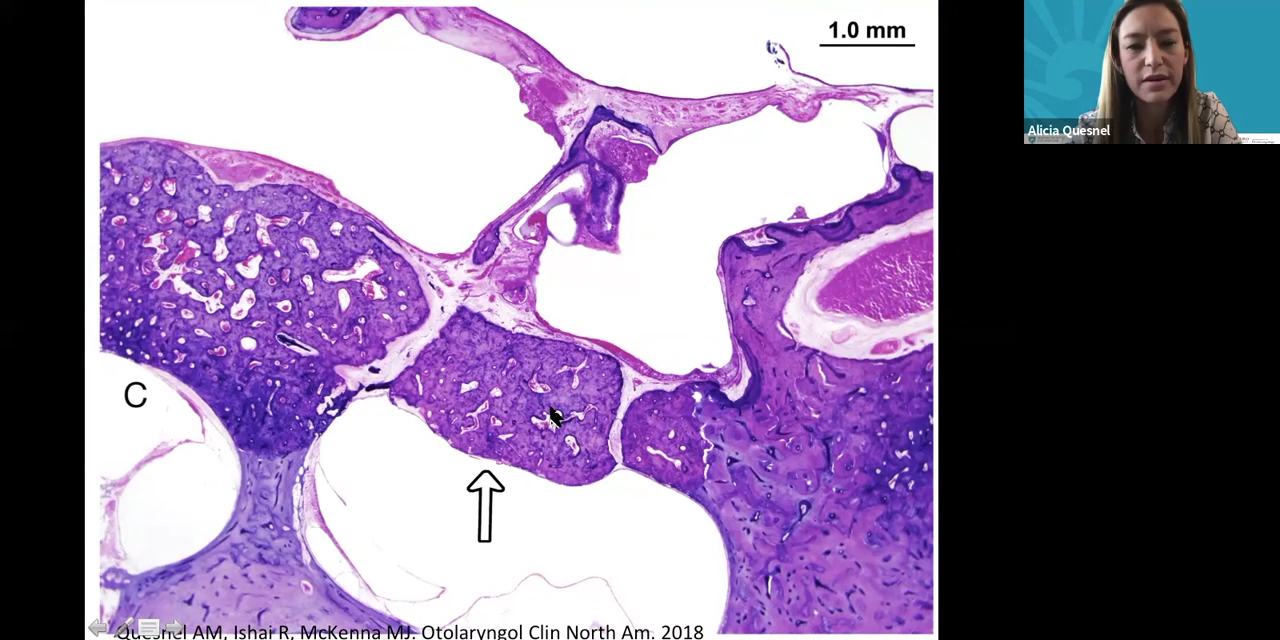 1.0 mm
Alicia Quesnel
C
Quesnel AM, Ishai R, McKenna MJ. Otolaryngol Clin North Am. 2018